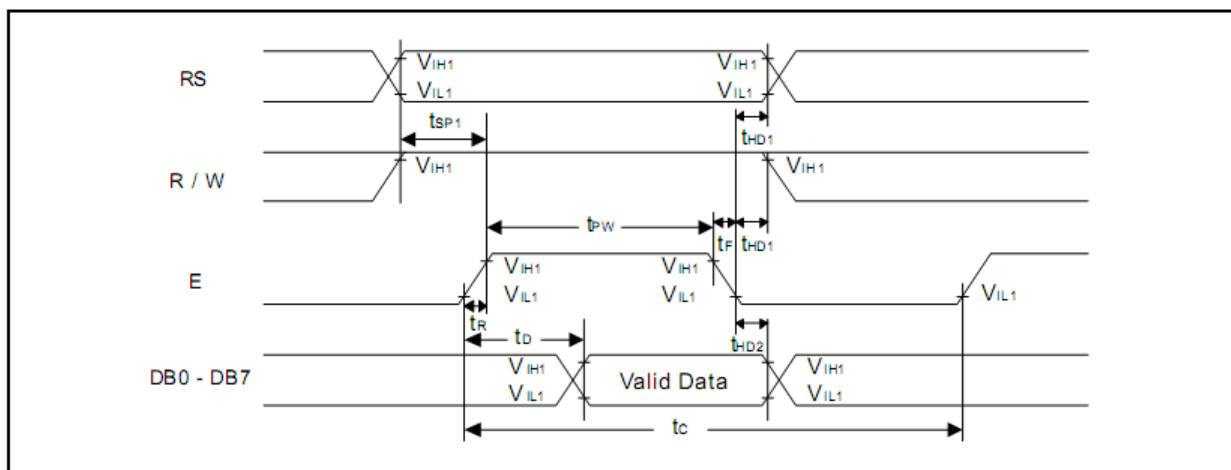 RS
VIH1
VIH1
VIL1
VIL1
tSP1
tHD1
R / W
VIH1
VIH1
tPW
tF
tHD1
E
VIH1
VIH1
VIL1
VIL1
VIL1
tR
tD
tHD2
DB0 - DB7
VIH1
Valid Data
VIH1
VIL1
VIL1
tC